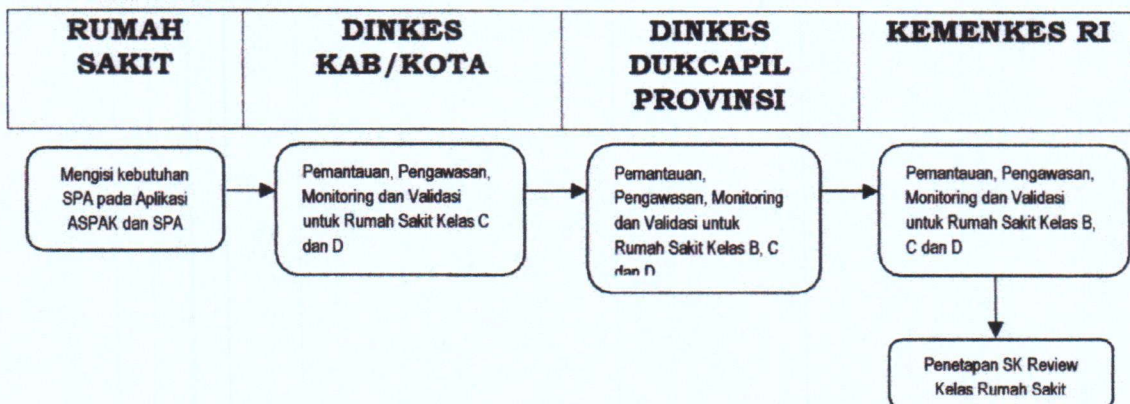 RUMAH
SAKIT
DINKES
KAB/KOTA
DINKES
DUKCAPIL
PROVINSI
KEMENKES RI
Mengisi kebutuhan
SPA pada Aplikasi
ASPAK dan SPA
Pemantauan, Pengawasan,
Monitoring dan Validasi
untuk Rumah Sakit Kelas C
dan D
Pemantauan,
Pengawasan, Monitoring
dan Validasi untuk
Rumah Sakit Kelas B, C
dan D
Pemantauan, Pengawasan,
Monitoring dan Validasi
untuk Rumah Sakit Kelas B,
C dan D
Penetapan SK Review
Kelas Rumah Sakit